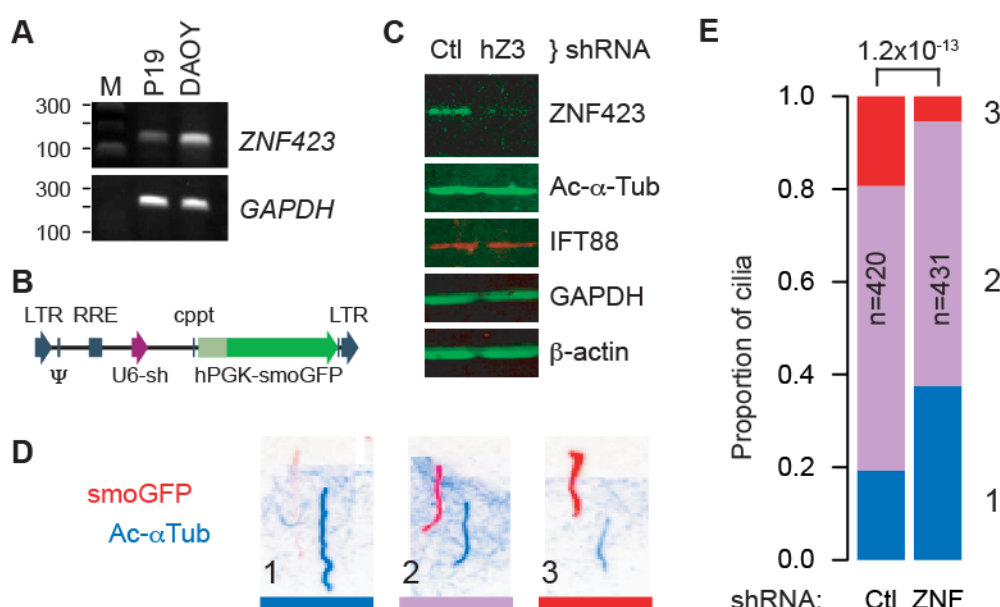 A
M P19 DAOY
300
100
ZNF423
300
100
GAPDH
B
LTR RRE cppt LTR
Ψ U6-sh hPGK-smoGFP
C
Ctl hZ3 } shRNA
ZNF423
Ac-α-Tub
IFT88
GAPDH
β-actin
D
smoGFP
Ac-αTub
1 2 3
E
1.2x10-13
Proportion of cilia
1.0
0.8
0.6
0.4
0.2
0.0
n=420 n=431
3
2
1
shRNA: Ctl ZNF